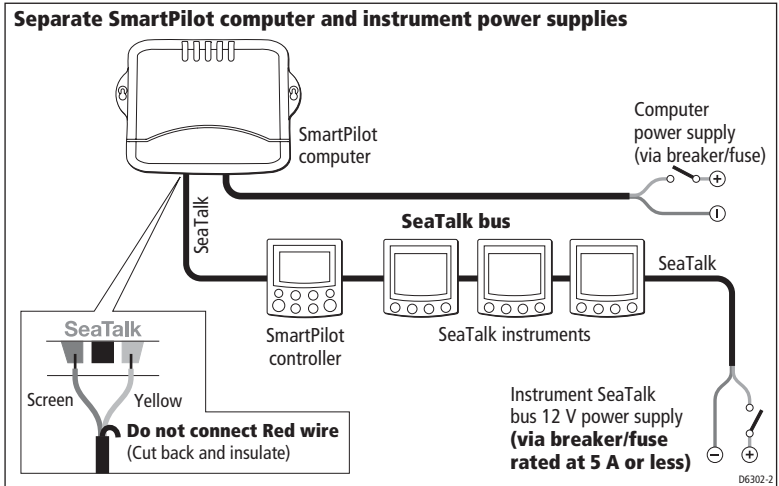 Separate SmartPilot computer and instrument power supplies
SmartPilot
computer
Computer
power supply
(via breaker/fuse)
+
−
SeaTalk
SeaTalk bus
SeaTalk
SmartPilot
controller
SeaTalk instruments
SeaTalk
Screen
Yellow
Do not connect Red wire
(Cut back and insulate)
Instrument SeaTalk
bus 12 V power supply
(via breaker/fuse
rated at 5 A or less)
− +
D6302-2